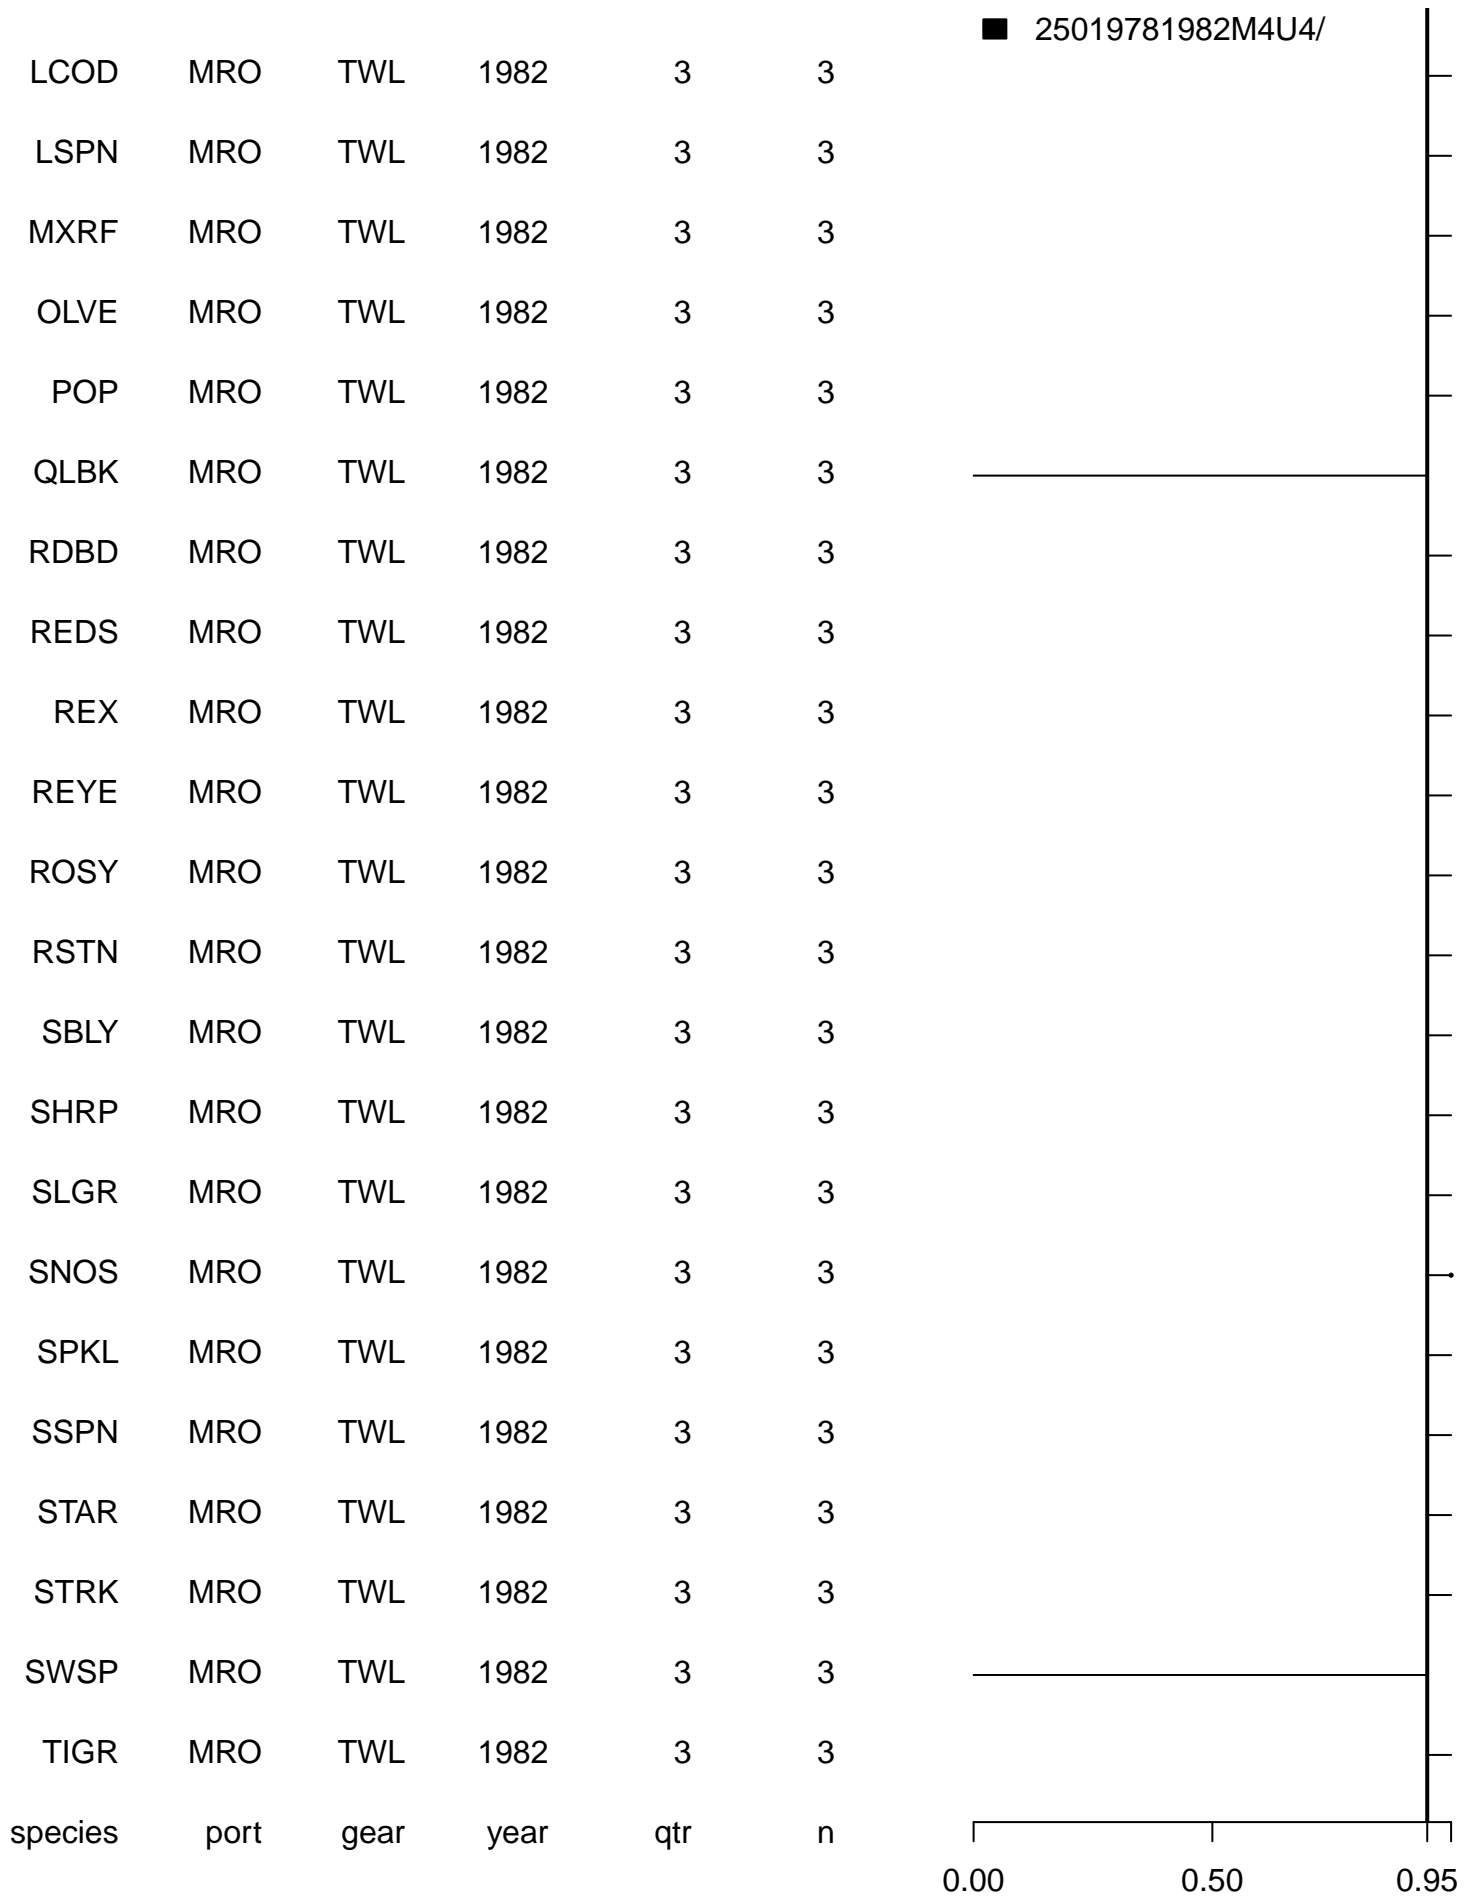 25019781982M4U4/
LCOD MRO TWL 1982 3 3
LSPN MRO TWL 1982 3 3
MXRF MRO TWL 1982 3 3
OLVE MRO TWL 1982 3 3
POP MRO TWL 1982 3 3
QLBK MRO TWL 1982 3 3
RDBD MRO TWL 1982 3 3
REDS MRO TWL 1982 3 3
REX MRO TWL 1982 3 3
REYE MRO TWL 1982 3 3
ROSY MRO TWL 1982 3 3
RSTN MRO TWL 1982 3 3
SBLY MRO TWL 1982 3 3
SHRP MRO TWL 1982 3 3
SLGR MRO TWL 1982 3 3
SNOS MRO TWL 1982 3 3
SPKL MRO TWL 1982 3 3
SSPN MRO TWL 1982 3 3
STAR MRO TWL 1982 3 3
STRK MRO TWL 1982 3 3
SWSP MRO TWL 1982 3 3
TIGR MRO TWL 1982 3 3
species port gear year qtr n
0.00 0.50 0.95